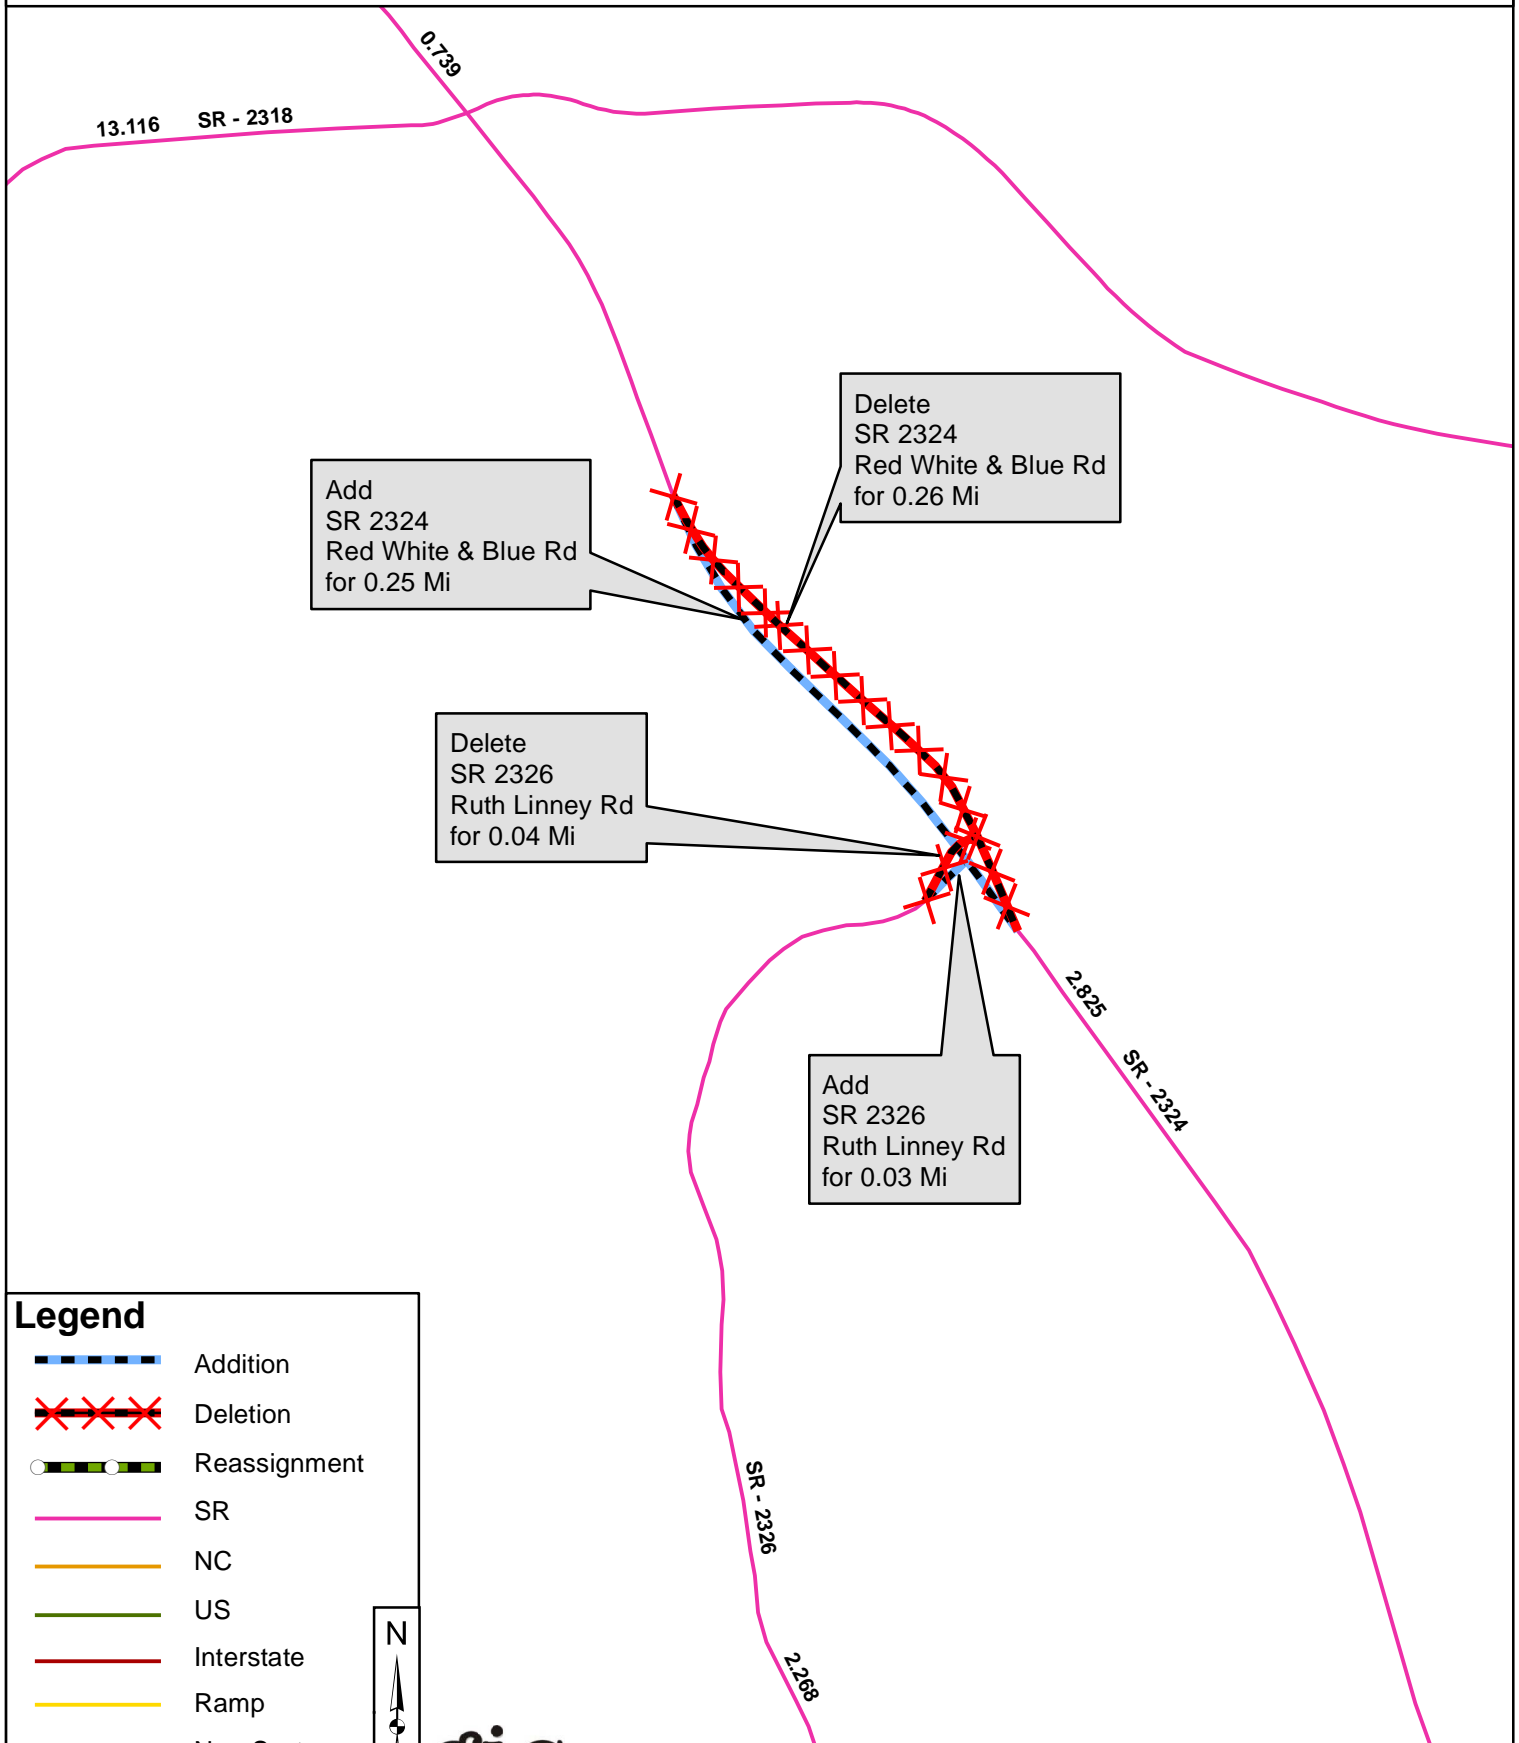 0.739
13.116 SR - 2318
Delete
SR 2324
Red White & Blue Rd
for 0.26 Mi
Add
SR 2324
Red White & Blue Rd
for 0.25 Mi
Delete
SR 2326
Ruth Linney Rd
for 0.04 Mi
2.825
SR - 2324
Add
SR 2326
Ruth Linney Rd
for 0.03 Mi
SR - 2326
2.268
Legend
Addition
Deletion
Reassignment
SR
NC
US
Interstate
Ramp
N